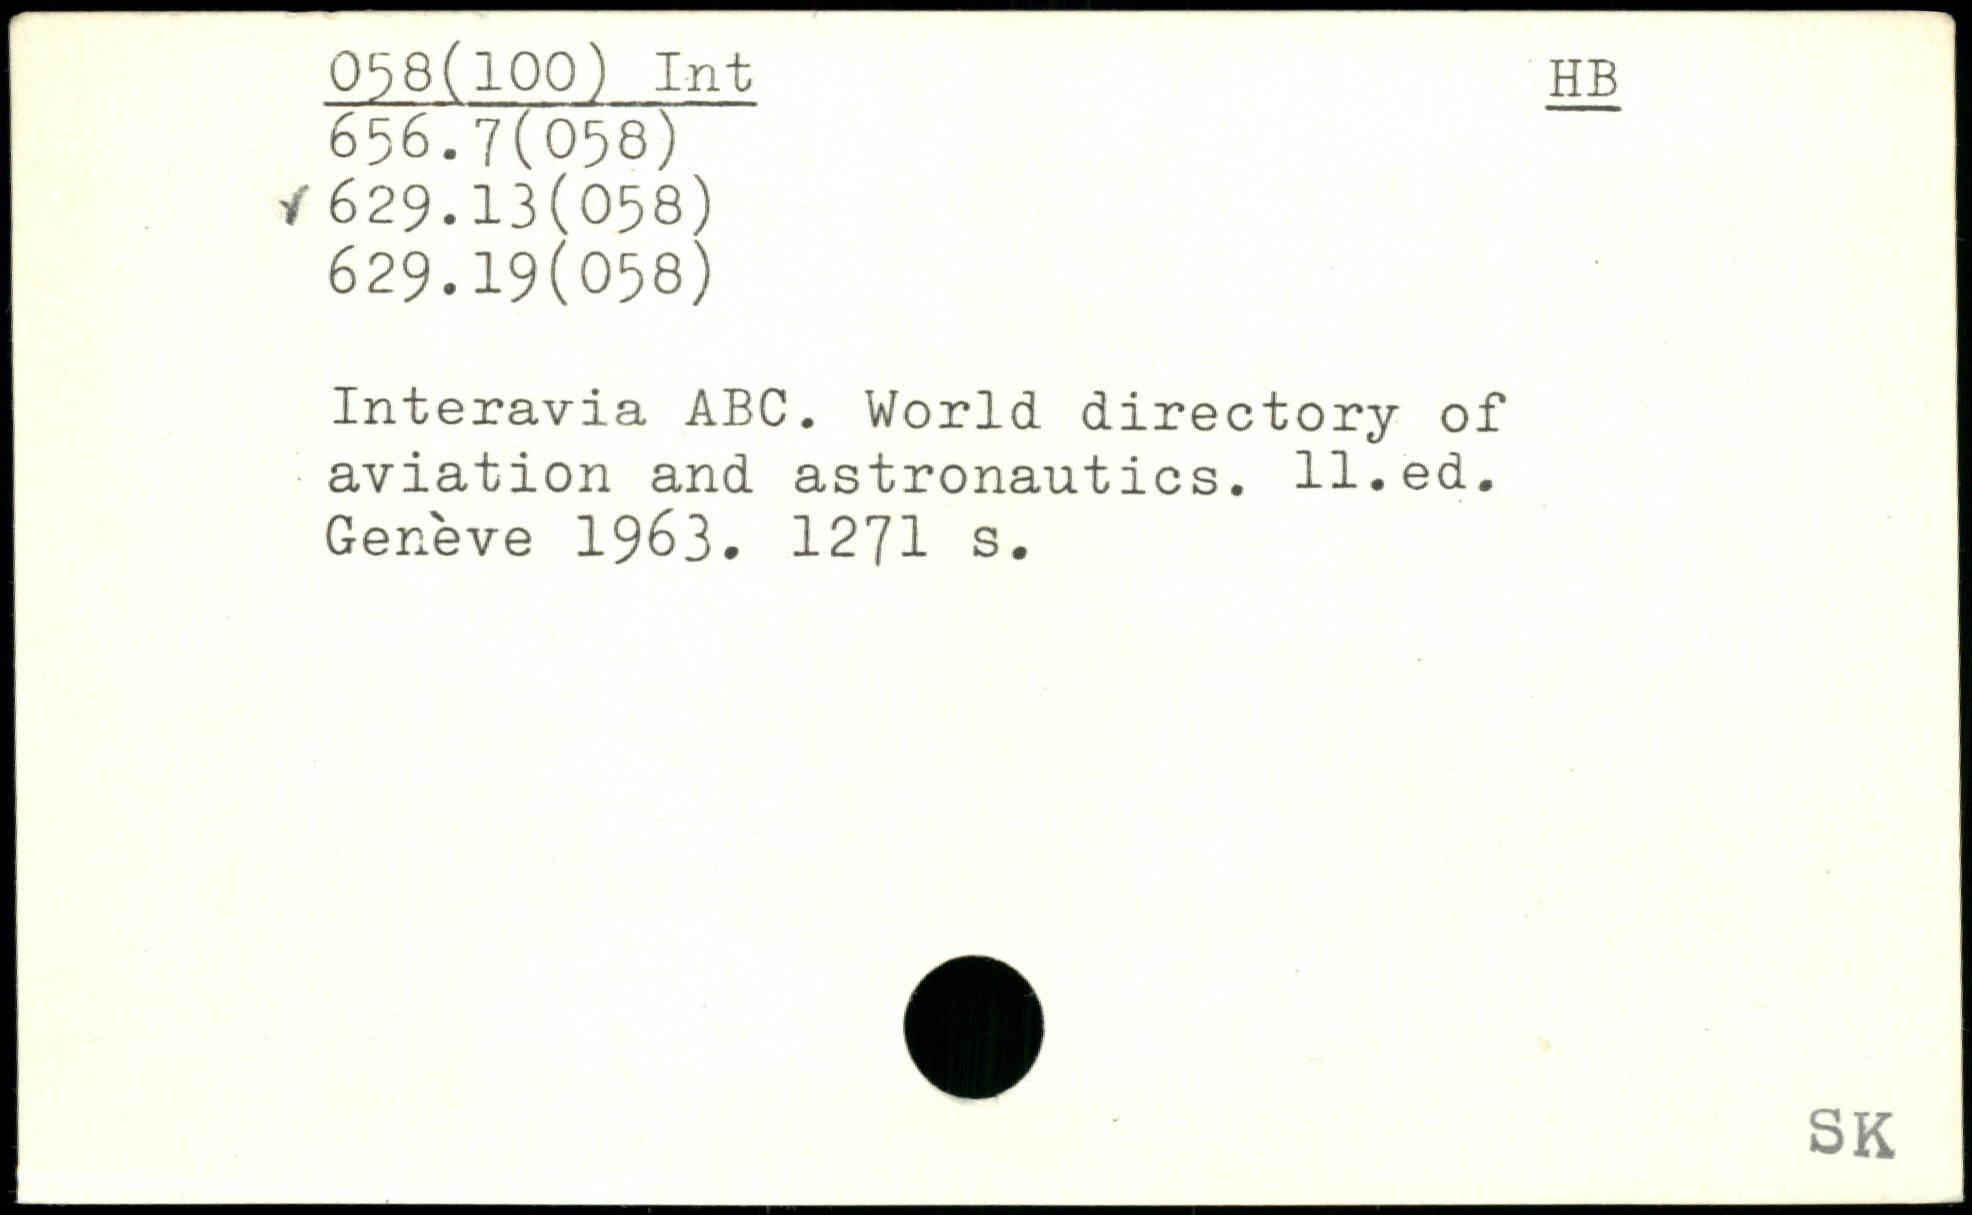 058(100) Int HB
656.7(058)
✓ 629.13(058)
629.19(058)
Interavia ABC. World directory of
aviation and astronautics. 11.ed.
Genève 1963. 1271 s.
SK